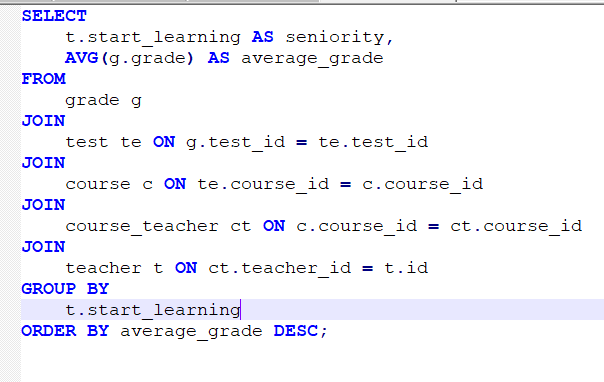 SELECT
    t.start_learning AS seniority,
    AVG(g.grade) AS average_grade
FROM
    grade g
JOIN
    test te ON g.test_id = te.test_id
JOIN
    course c ON te.course_id = c.course_id
JOIN
    course_teacher ct ON c.course_id = ct.course_id
JOIN
    teacher t ON ct.teacher_id = t.id
GROUP BY
    t.start_learning
ORDER BY average_grade DESC;